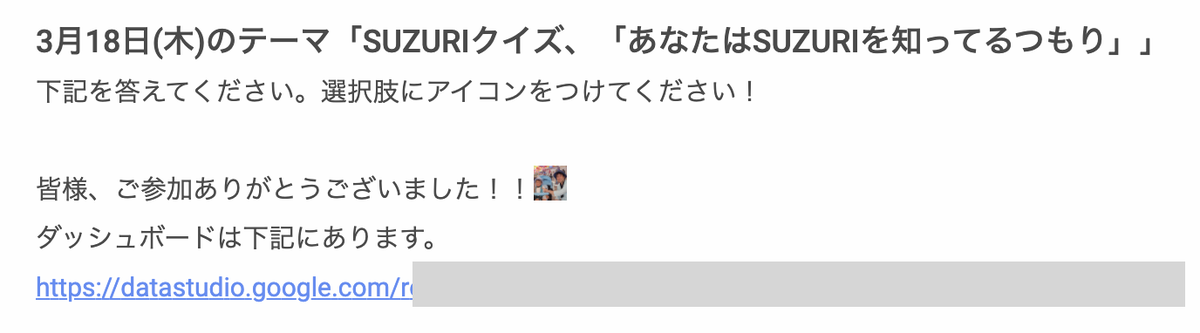 3月18日(木)のテーマ「SUZURIクイズ、「あなたはSUZURIを知ってるつもり」」
下記を答えてください。選択肢にアイコンをつけてください！
皆様、ご参加ありがとうございました！！
ダッシュボードは下記にあります。
https://datastudio.google.com/r